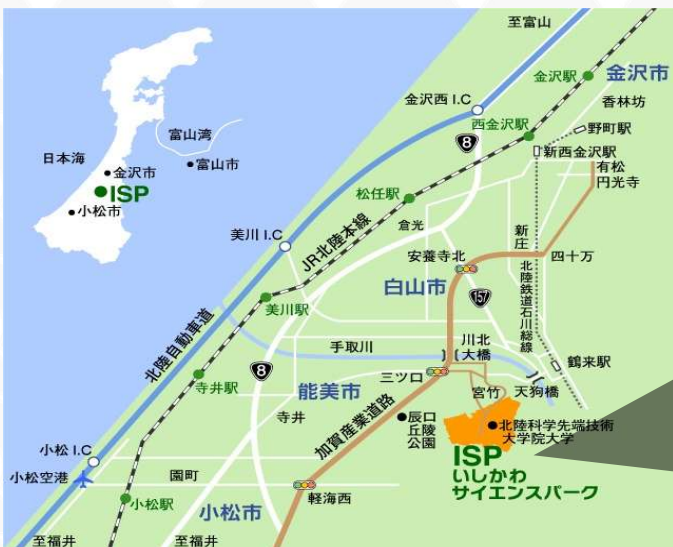 至富山
金沢駅
金沢市
香林坊
金沢西 I.C
西金沢駅
野町駅
8
新西金沢駅
有松
円光寺
富山湾
日本海
金沢市
富山市
ISP
小松市
松任駅
倉光
美川 I.C
JR北陸本線
安養寺北
新庄
四十万
白山市
北陸鉄道石川総線
157
美川駅
北陸自動車道
手取川
川北
大橋
鶴来駅
8
三ツ口
宮竹
天狗橋
寺井駅
能美市
寺井
加賀産業道路
辰口
丘陵
公園
北陸科学先端技術
大学院大学
ISP
いしかわ
サイエンスパーク
小松 I.C
小松空港
園町
小松駅
軽海西
小松市
至福井
至福井